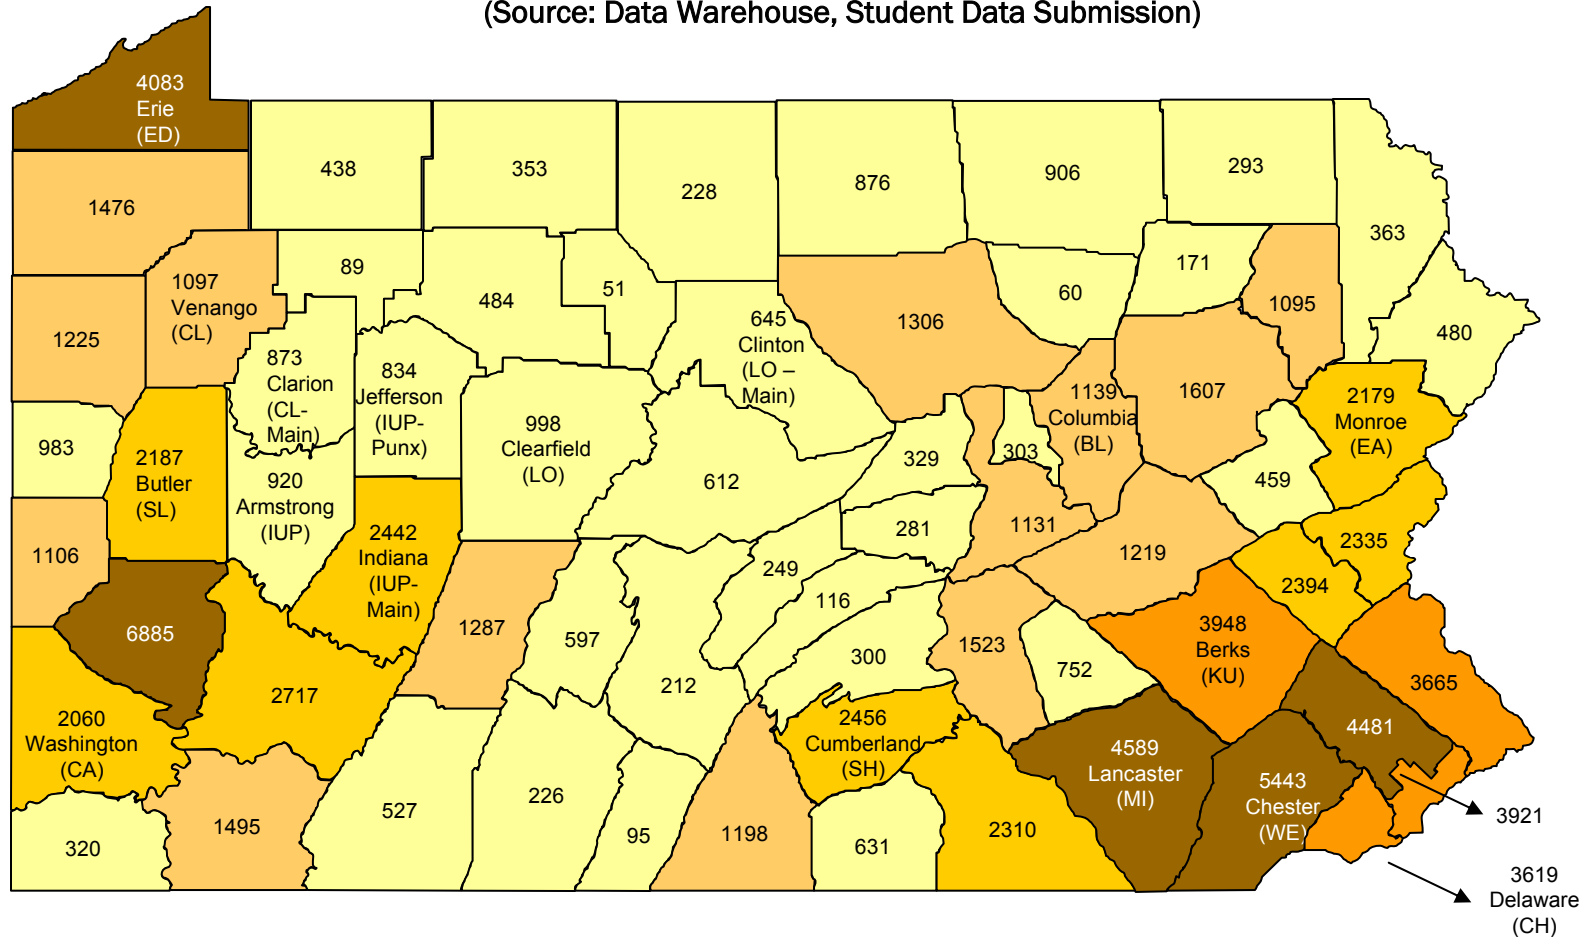 (Source: Data Warehouse, Student Data Submission)
4083
Erie
(ED)
438
353
228
876
906
293
363
1476
89
484
51
1097
Venango
(CL)
1225
645
Clinton
(LO –
Main)
1306
60
171
1095
480
873
Clarion
(CL-
Main)
834
Jefferson
(IUP-
Punx)
998
Clearfield
(LO)
1139
Columbia
(BL)
1607
2179
Monroe
(EA)
983
2187
Butler
(SL)
920
Armstrong
(IUP)
612
329
303
459
2442
Indiana
(IUP-
Main)
281
1131
1219
2335
2394
1106
6885
1287
597
249
116
300
1523
752
3948
Berks
(KU)
3665
2717
212
2060
Washington
(CA)
2456
Cumberland
(SH)
4589
Lancaster
(MI)
4481
5443
Chester
(WE)
320
1495
527
226
95
1198
631
2310
3921
3619
Delaware
(CH)